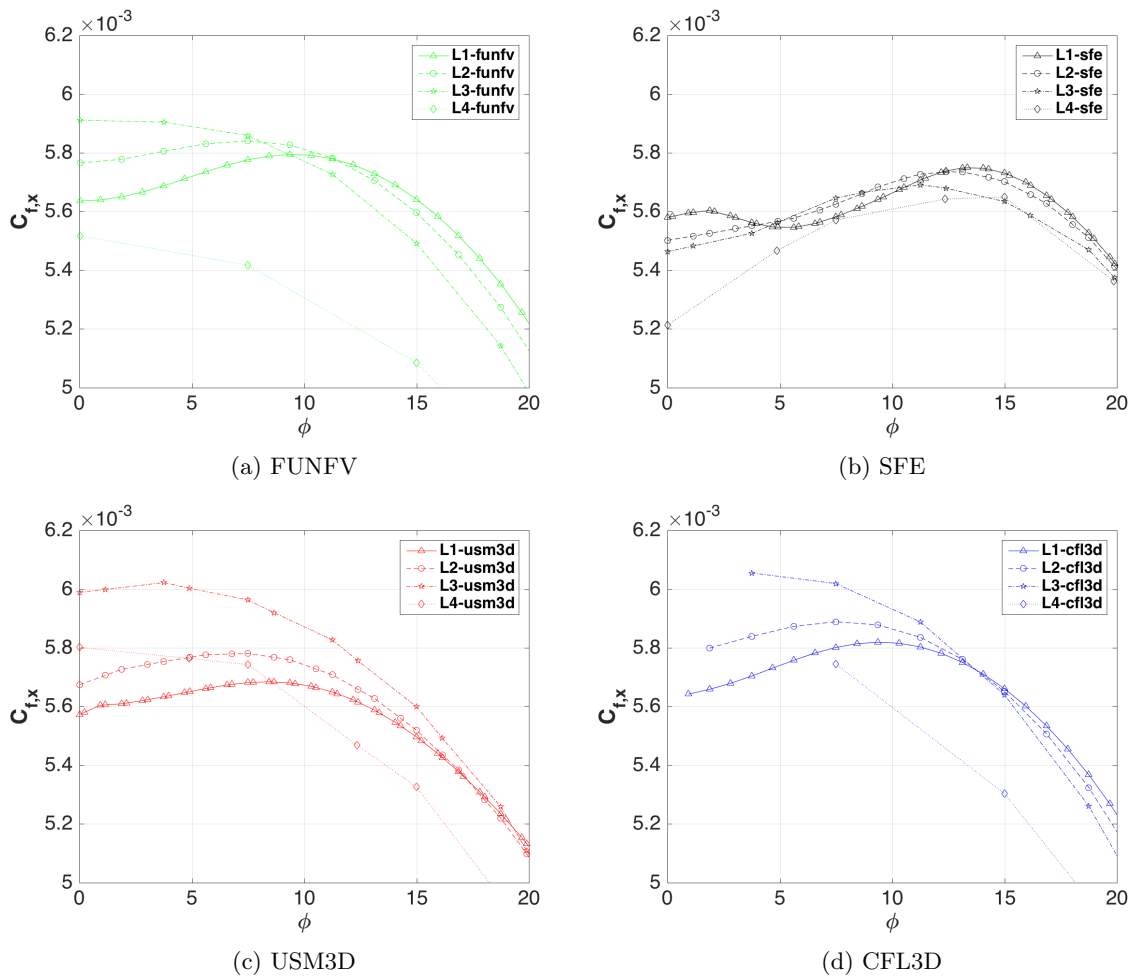 ×10⁻³
6.2
6
5.8
5.6
5.4
5.2
5
C_{f,x}
0 5 10 15 20
ϕ
L1-funfv
L2-funfv
L3-funfv
L4-funfv
(a) FUNFV
×10⁻³
6.2
6
5.8
5.6
5.4
5.2
5
C_{f,x}
0 5 10 15 20
ϕ
L1-sfe
L2-sfe
L3-sfe
L4-sfe
(b) SFE
×10⁻³
6.2
6
5.8
5.6
5.4
5.2
5
C_{f,x}
0 5 10 15 20
ϕ
L1-usm3d
L2-usm3d
L3-usm3d
L4-usm3d
(c) USM3D
×10⁻³
6.2
6
5.8
5.6
5.4
5.2
5
C_{f,x}
0 5 10 15 20
ϕ
L1-cfl3d
L2-cfl3d
L3-cfl3d
L4-cfl3d
(d) CFL3D